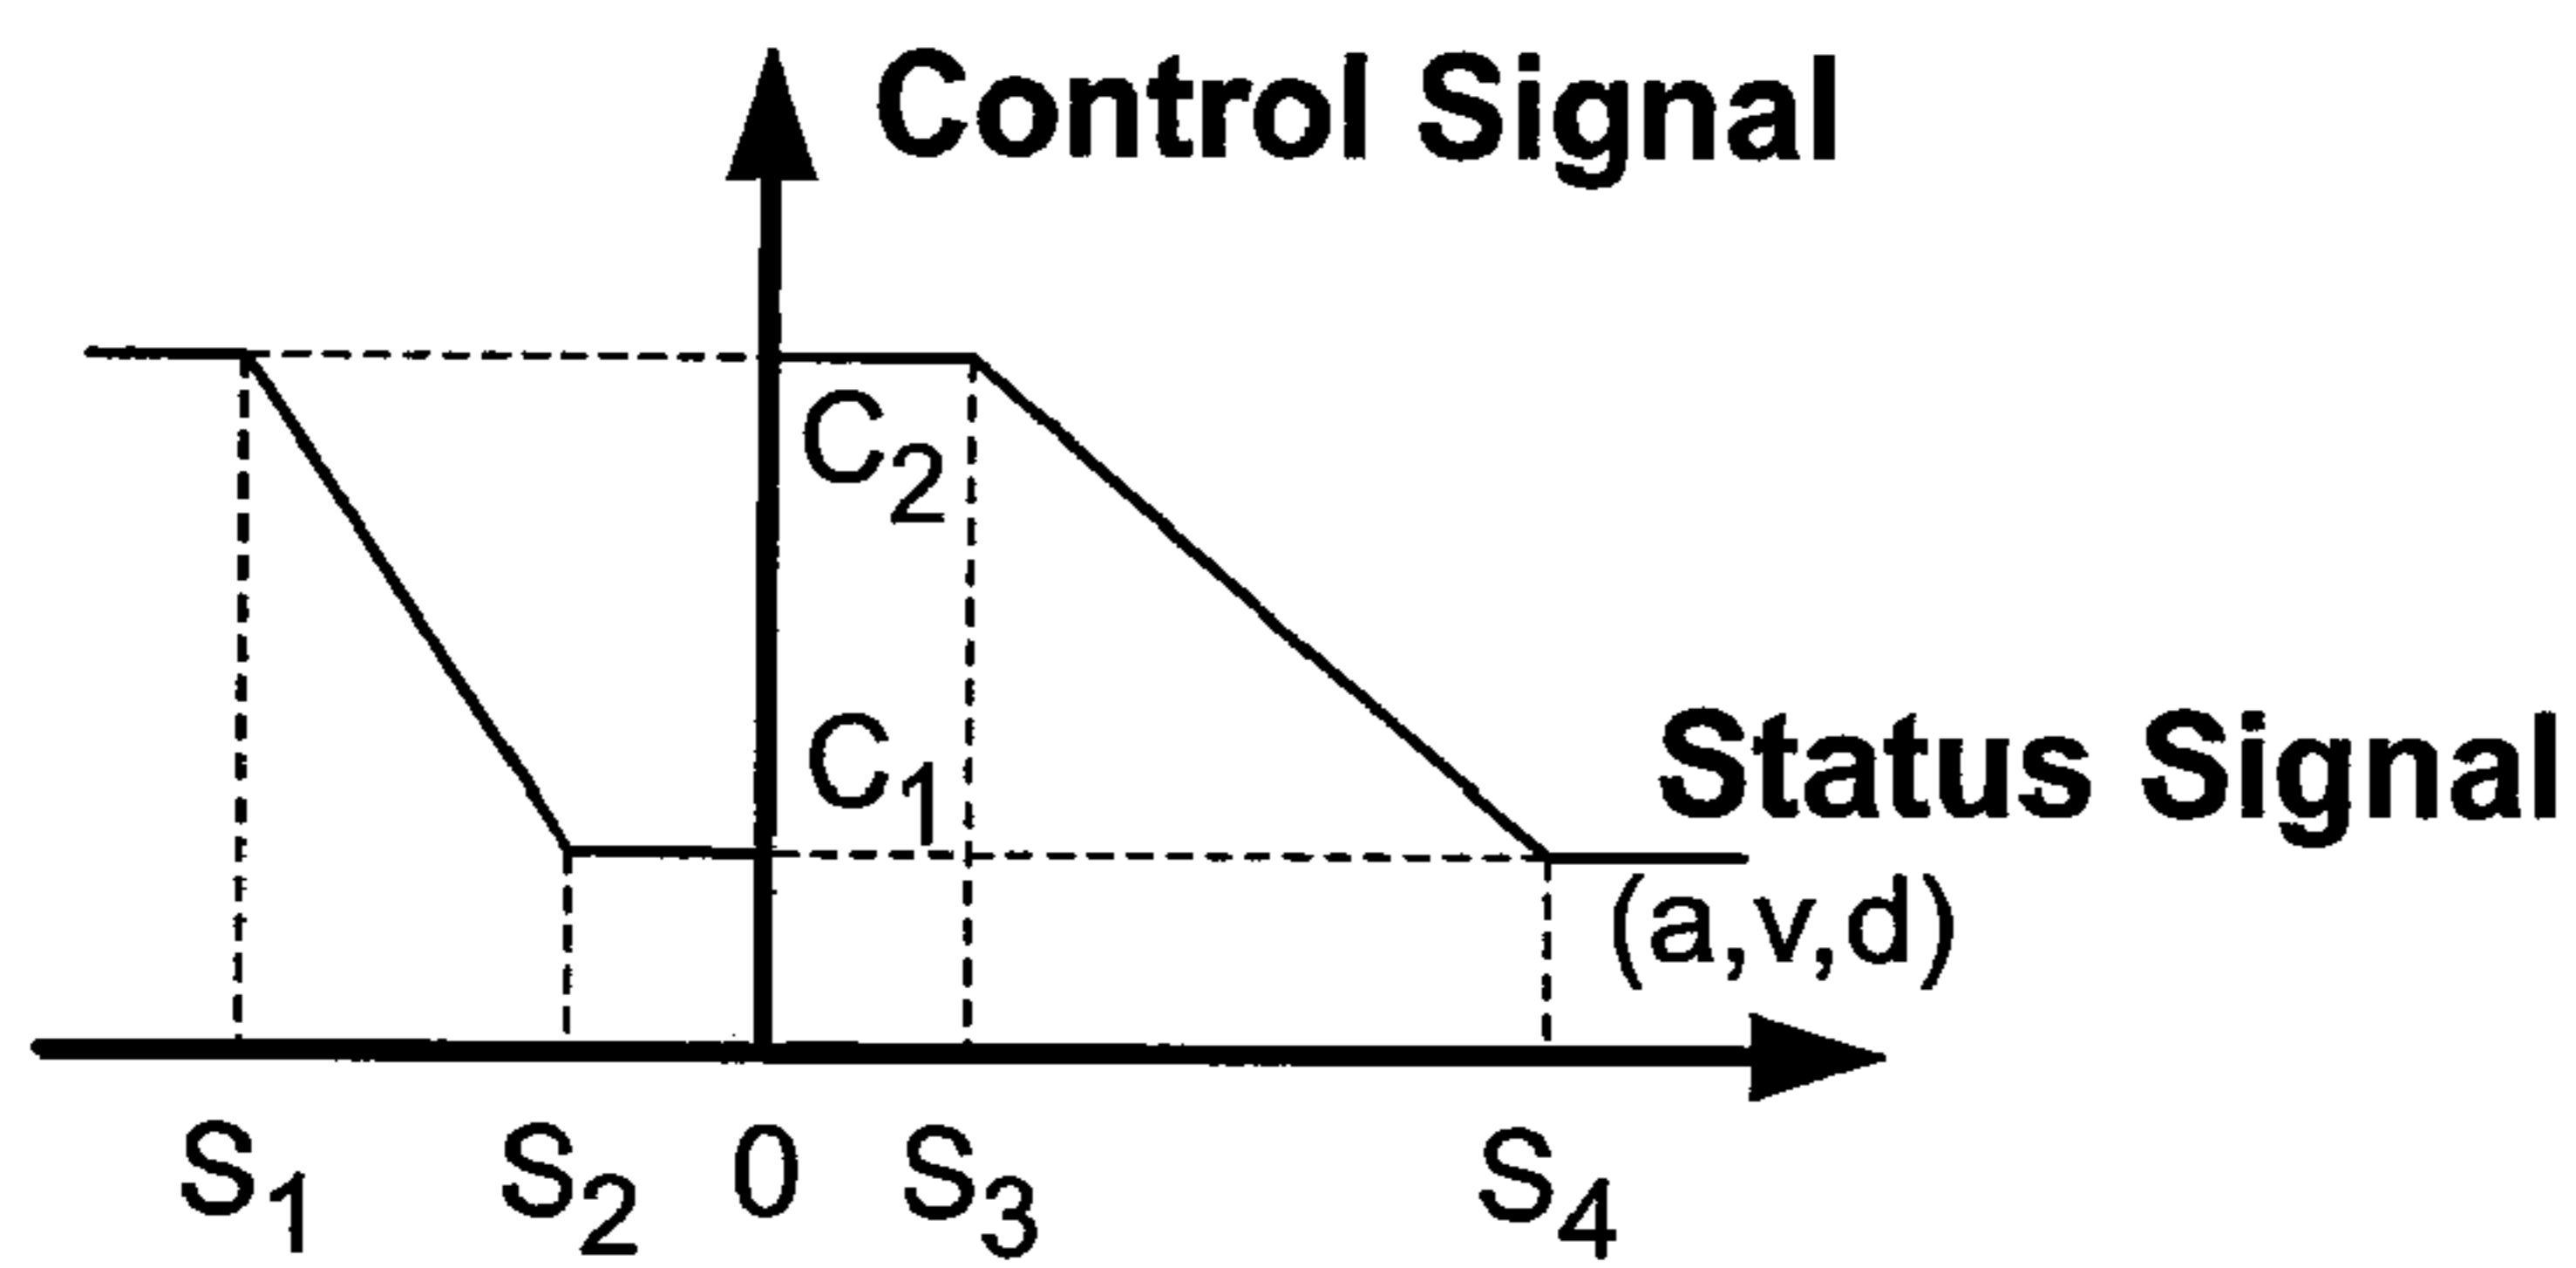 Control Signal
C₂
C₁
Status Signal
(a,v,d)
S₁ S₂ 0 S₃ S₄